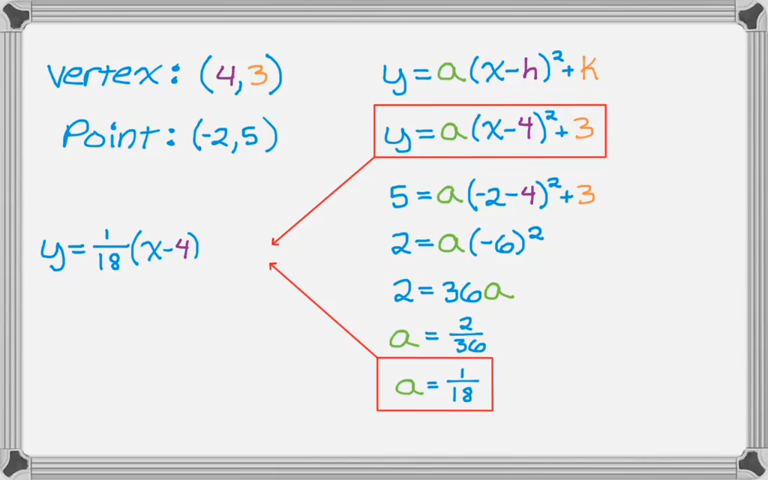 vertex: (4,3)
Point: (-2,5)
y = 1/18 (x-4)
y = a(x-h)²+k
y = a(x-4)²+3
5 = a(-2-4)²+3
2 = a(-6)²
2 = 36a
a = 2/36
a = 1/18